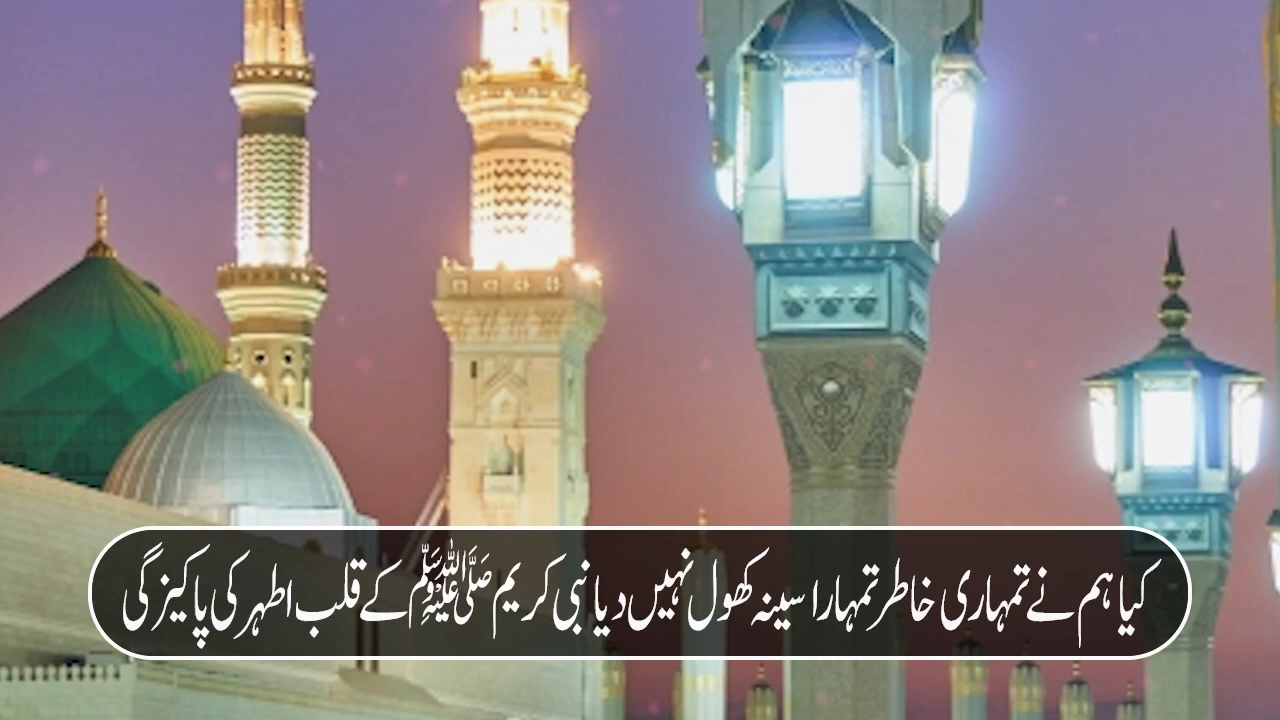 کیا ہم نے تمہاری خاطر تمہارا سینہ کھول نہیں دیا نبی کریم ﷺ کے قلب اطہر کی پاکیزگی